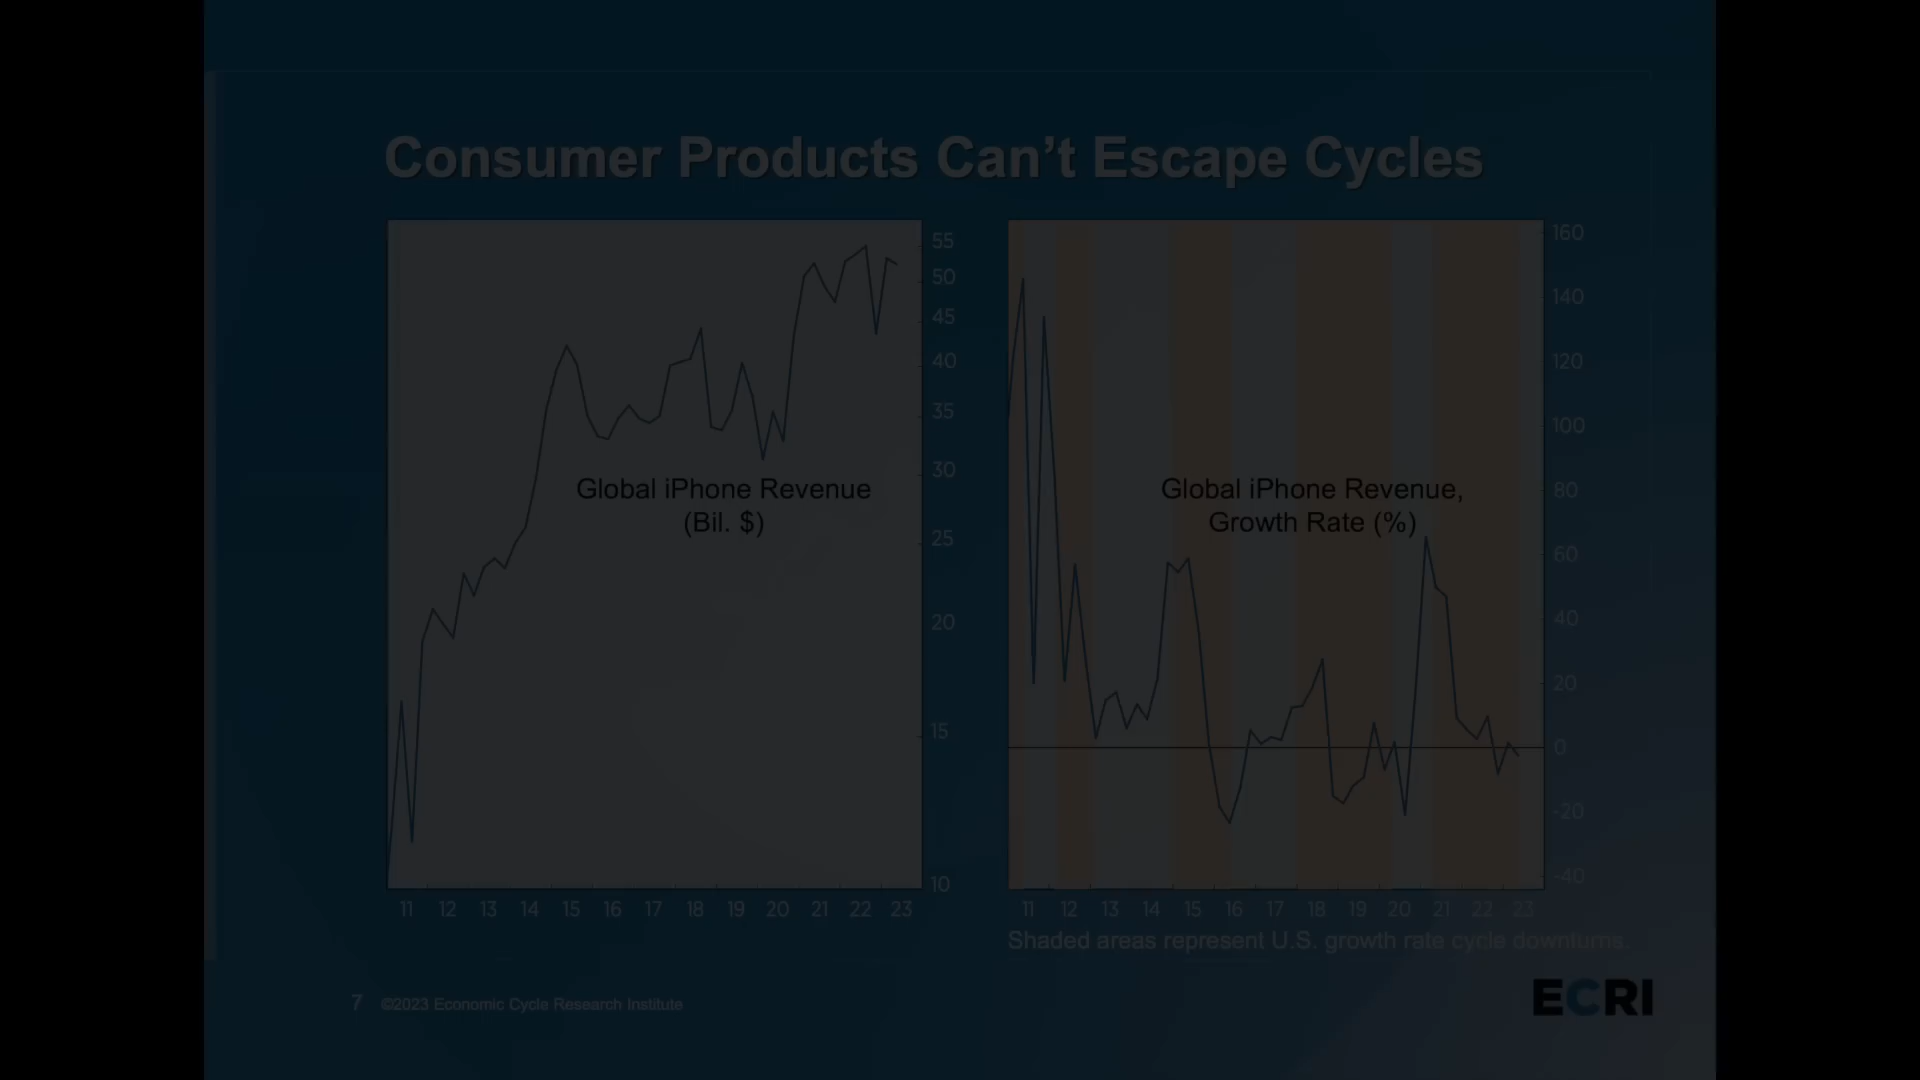 Consumer Products Can't Escape Cycles
55
50
45
40
35
30
25
20
15
10
Global iPhone Revenue
(Bil. $)
11 12 13 14 15 16 17 18 19 20 21 22 23
160
140
120
100
80
60
40
20
0
-20
-40
Global iPhone Revenue,
Growth Rate (%)
11 12 13 14 15 16 17 18 19 20 21 22 23
Shaded areas represent U.S. growth rate cycle downturns.
7 ©2023 Economic Cycle Research Institute
ECRI